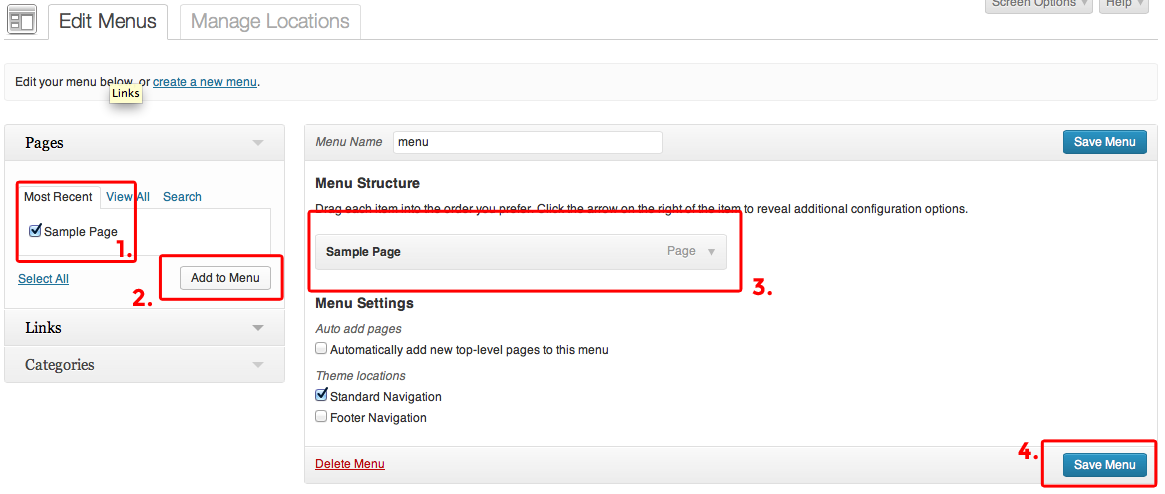 Edit Menus
Manage Locations
Screen Options
Help
Edit your menu below, or create a new menu.
Links
Pages
Most Recent
View All
Search
Sample Page
1.
Select All
Add to Menu
2.
Links
Categories
Menu Name
menu
Save Menu
Menu Structure
Drag each item into the order you prefer. Click the arrow on the right of the item to reveal additional configuration options.
Sample Page
Page
3.
Menu Settings
Auto add pages
Automatically add new top-level pages to this menu
Theme locations
Standard Navigation
Footer Navigation
Delete Menu
4.
Save Menu